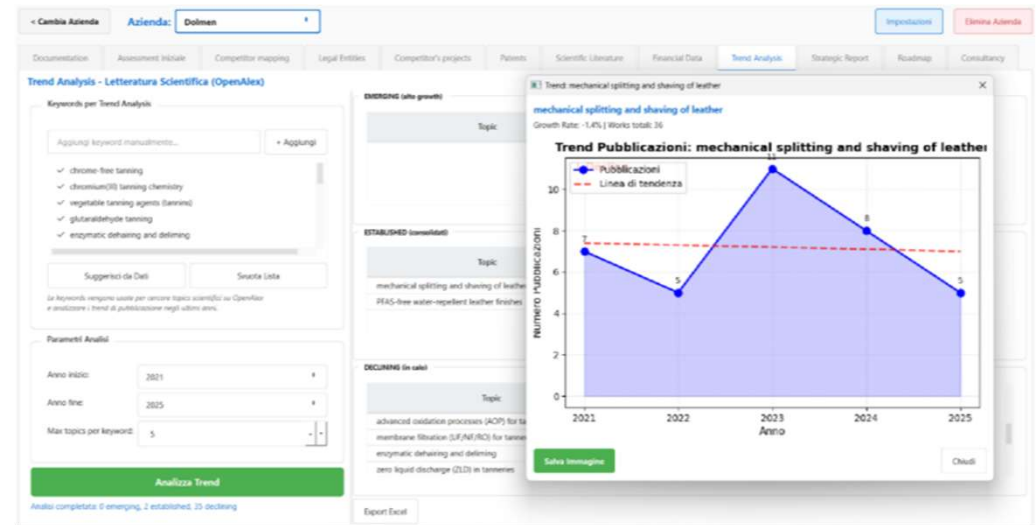 < Cambia Azienda
Azienda:
Dolmen
Impostazioni
Elimina Azienda
Documentation
Assessment Iniziale
Competitor mapping
Legal Entities
Competitor's projects
Patents
Scientific Literature
Financial Data
Trend Analysis
Strategic Report
Roadmap
Consultancy
Trend Analysis - Letteratura Scientifica (OpenAlex)
Keywords per Trend Analysis
Aggiungi keyword manualmente...
+ Aggiungi
✓ chrome-free tanning
✓ chromium(III) tanning chemistry
✓ vegetable tanning agents (tannins)
✓ glutaraldehyde tanning
✓ enzymatic dehairing and deliming
Suggerisci da Dati
Svuota Lista
Le keywords vengono usate per cercare topics scientifici su OpenAlex
e analizzare i trend di pubblicazione negli ultimi anni.
Parametri Analisi
Anno inizio:
2021
Anno fine:
2025
Max topics per keyword:
5
Analizza Trend
Analisi completata: 0 emerging, 2 established, 35 declining
EMERGING (alto growth)
Topic
ESTABLISHED (consolidati)
Topic
mechanical splitting and shaving of leathe
PFAS-free water-repellent leather finishes
DECLINING (in calo)
Topic
advanced oxidation processes (AOP) for ta
membrane filtration (UF/NF/RO) for tanne
enzymatic dehairing and deliming
zero liquid discharge (ZLD) in tanneries
Export Excel
Trend: mechanical splitting and shaving of leather
mechanical splitting and shaving of leather
Growth Rate: -1.4% | Works totali: 36
Trend Pubblicazioni: mechanical splitting and shaving of leather
Pubblicazioni
Linea di tendenza
Numero Pubblicazioni
10
8
6
4
2
0
7
5
11
8
5
2021
2022
2023
2024
2025
Anno
Salva Immagine
Chiudi